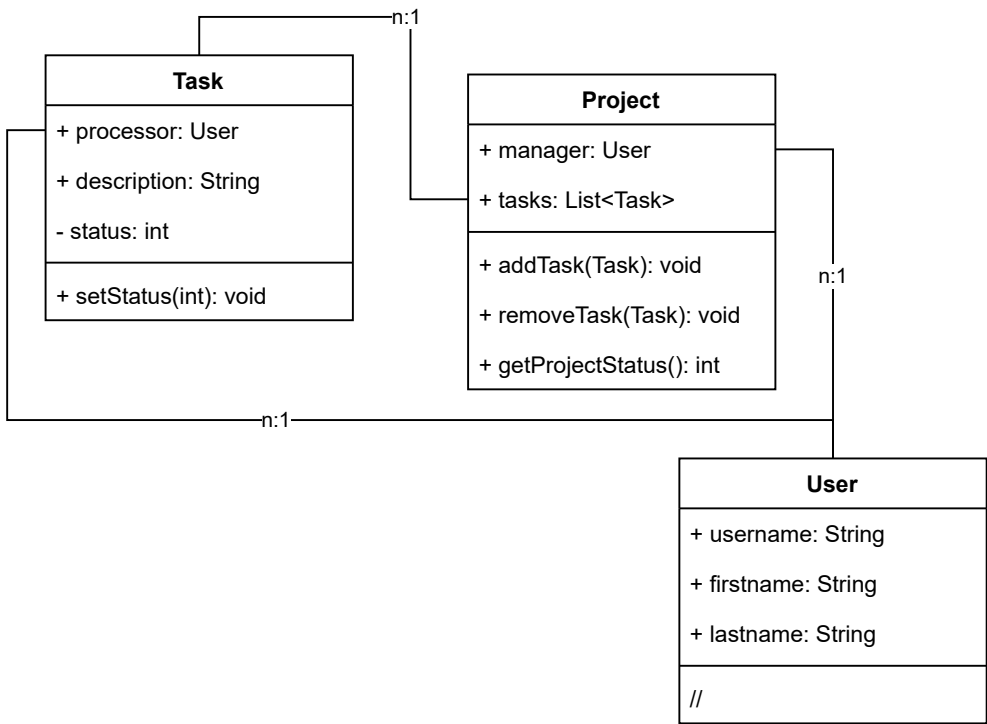 n:1
Task
+ processor: User
+ description: String
- status: int
+ setStatus(int): void
Project
+ manager: User
+ tasks: List<Task>
+ addTask(Task): void
+ removeTask(Task): void
+ getProjectStatus(): int
n:1
n:1
User
+ username: String
+ firstname: String
+ lastname: String
//